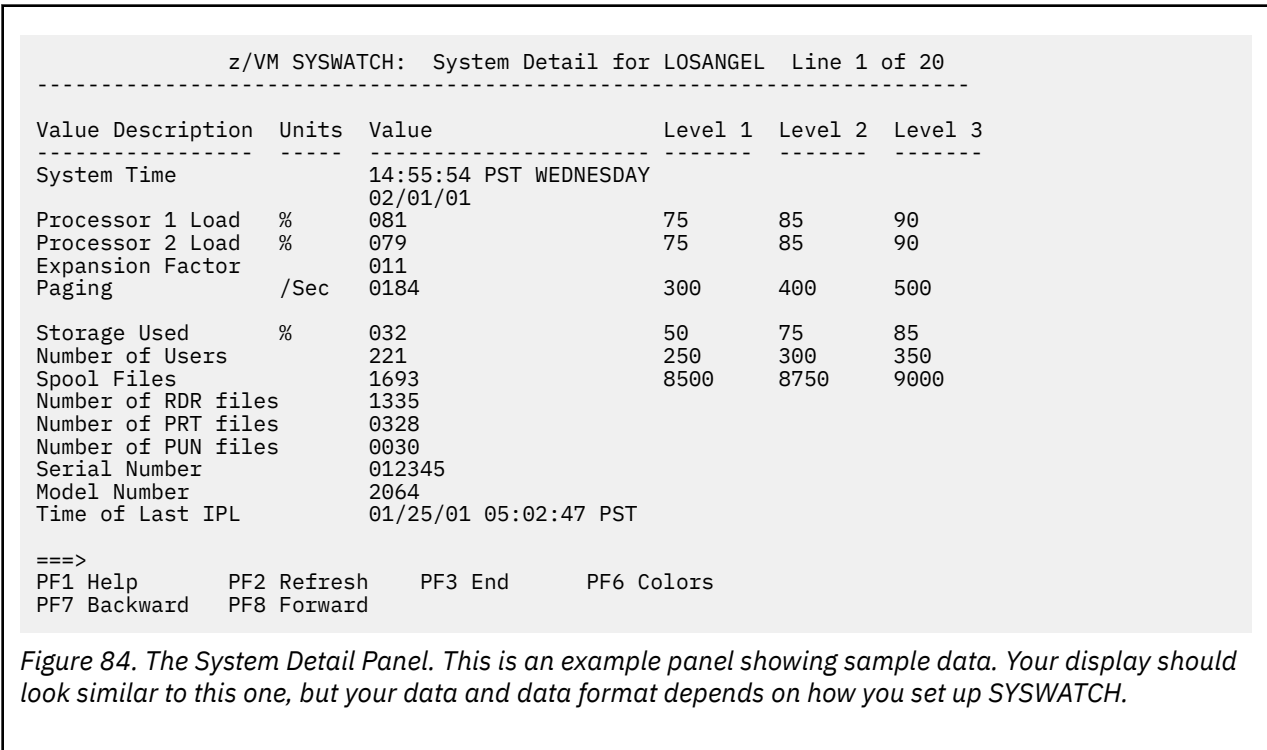 z/VM SYSWATCH:  System Detail for LOSANGEL  Line 1 of 20
-------------------------------------------------------------------------
Value Description  Units  Value                   Level 1  Level 2  Level 3
-----------------  -----  ---------------------- -------  -------  -------
System Time               14:55:54 PST WEDNESDAY
                          02/01/01
Processor 1 Load   %      081                     75       85       90
Processor 2 Load   %      079                     75       85       90
Expansion Factor          011
Paging             /Sec   0184                    300      400      500
Storage Used       %      032                     50       75       85
Number of Users           221                     250      300      350
Spool Files               1693                    8500     8750     9000
Number of RDR files       1335
Number of PRT files       0328
Number of PUN files       0030
Serial Number             012345
Model Number              2064
Time of Last IPL          01/25/01 05:02:47 PST
===>
PF1 Help       PF2 Refresh    PF3 End      PF6 Colors
PF7 Backward   PF8 Forward
Figure 84. The System Detail Panel. This is an example panel showing sample data. Your display should
look similar to this one, but your data and data format depends on how you set up SYSWATCH.